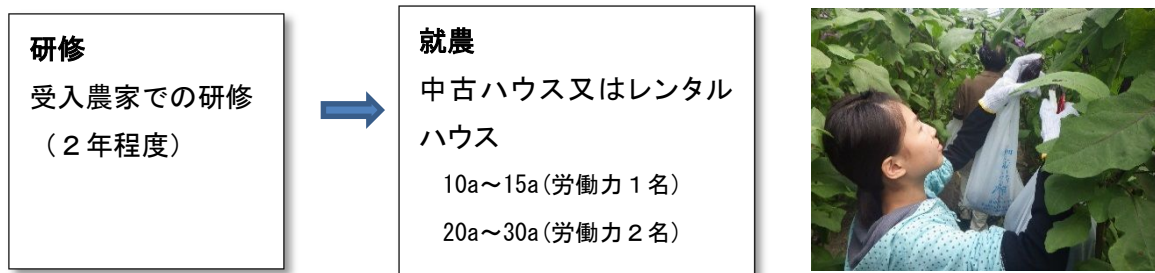 研修
受入農家での研修
（２年程度）
就農
中古ハウス又はレンタル
ハウス
10a～15a(労働力１名)
20a～30a(労働力２名)